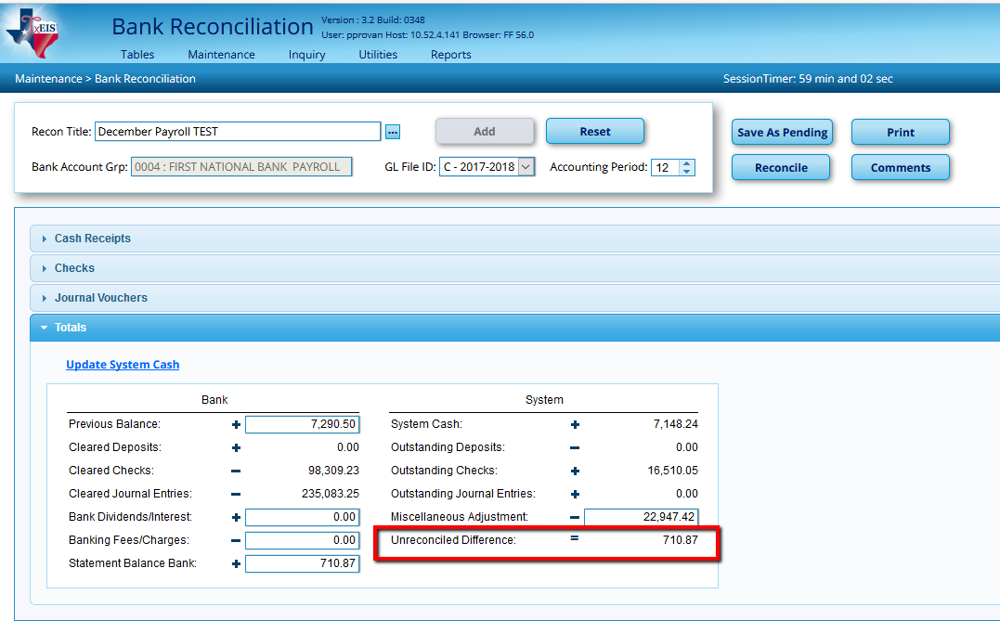 TxEIS
Bank Reconciliation
Version : 3.2 Build: 0348
User: pprovan Host: 10.52.4.141 Browser: FF 56.0
Tables Maintenance Inquiry Utilities Reports
Maintenance > Bank Reconciliation SessionTimer: 59 min and 02 sec
Recon Title: December Payroll TEST ... Add Reset Save As Pending Print
Bank Account Grp: 0004 : FIRST NATIONAL BANK PAYROLL GL File ID: C - 2017-2018 Accounting Period: 12 Reconcile Comments
Cash Receipts
Checks
Journal Vouchers
Totals
Update System Cash
Bank System
Previous Balance: + 7,290.50 System Cash: + 7,148.24
Cleared Deposits: + 0.00 Outstanding Deposits: − 0.00
Cleared Checks: − 98,309.23 Outstanding Checks: + 16,510.05
Cleared Journal Entries: − 235,083.25 Outstanding Journal Entries: + 0.00
Bank Dividends/Interest: + 0.00 Miscellaneous Adjustment: − 22,947.42
Banking Fees/Charges: − 0.00 Unreconciled Difference: = 710.87
Statement Balance Bank: + 710.87